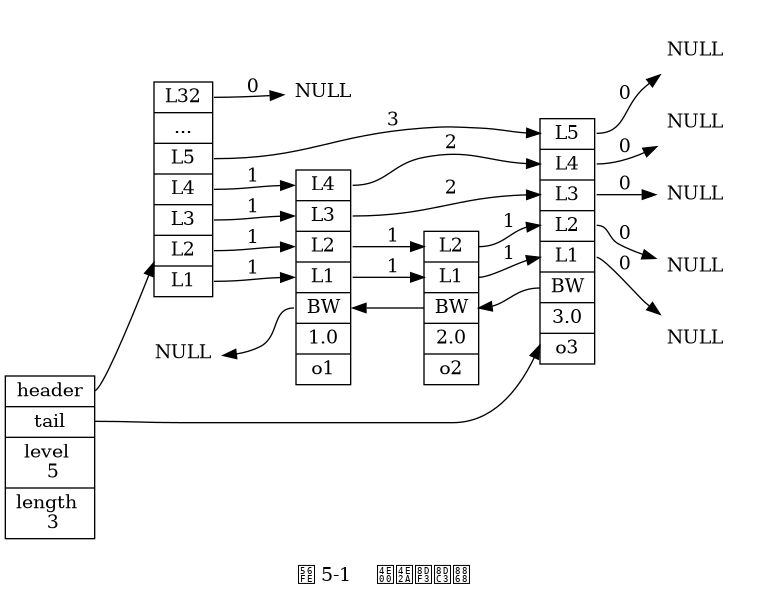 NULL
L32
0
NULL
...
L5
3
L4
1
L3
1
L2
1
L1
1
L4
2
L3
2
L2
1
L1
1
BW
1.0
o1
NULL
L2
1
L1
1
BW
2.0
o2
L5
0
L4
0
NULL
L3
0
NULL
L2
0
NULL
L1
0
NULL
BW
3.0
o3
header
tail
level
5
length
3
5-1